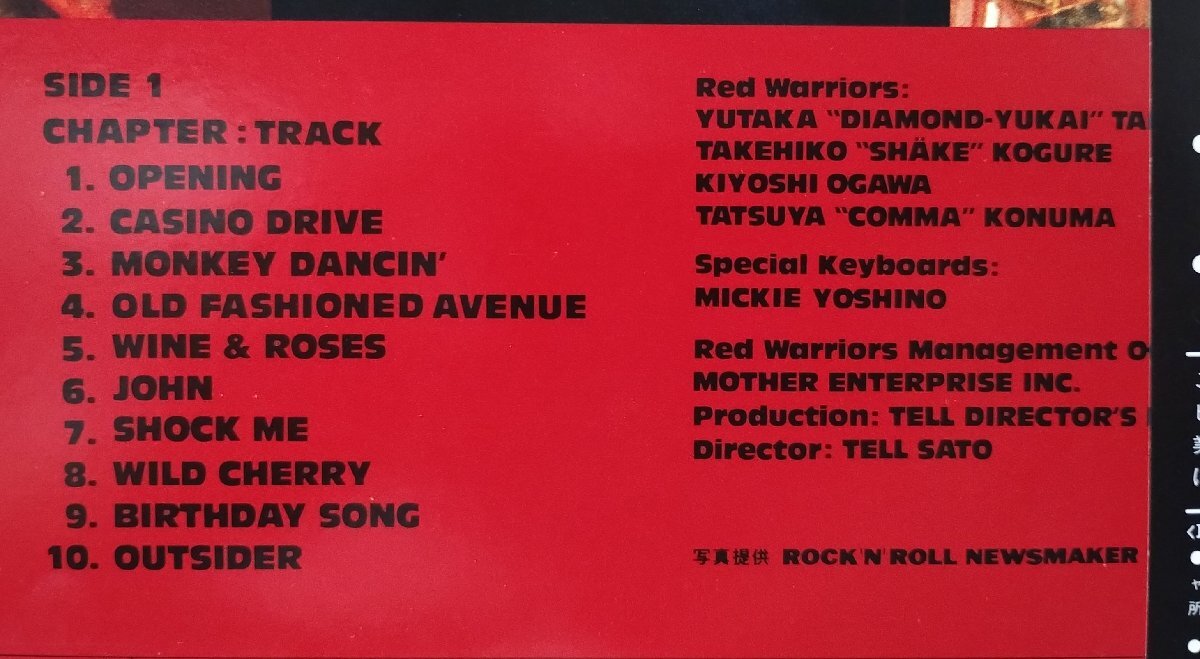 SIDE 1
CHAPTER : TRACK
1. OPENING
2. CASINO DRIVE
3. MONKEY DANCIN'
4. OLD FASHIONED AVENUE
5. WINE & ROSES
6. JOHN
7. SHOCK ME
8. WILD CHERRY
9. BIRTHDAY SONG
10. OUTSIDER
Red Warriors:
YUTAKA "DIAMOND-YUKAI" TA
TAKEHIKO "SHÄKE" KOGURE
KIYOSHI OGAWA
TATSUYA "COMMA" KONUMA
Special Keyboards:
MICKIE YOSHINO
Red Warriors Management
MOTHER ENTERPRISE INC.
Production: TELL DIRECTOR'S
Director: TELL SATO
写真提供 ROCK'N'ROLL NEWSMAKER
所